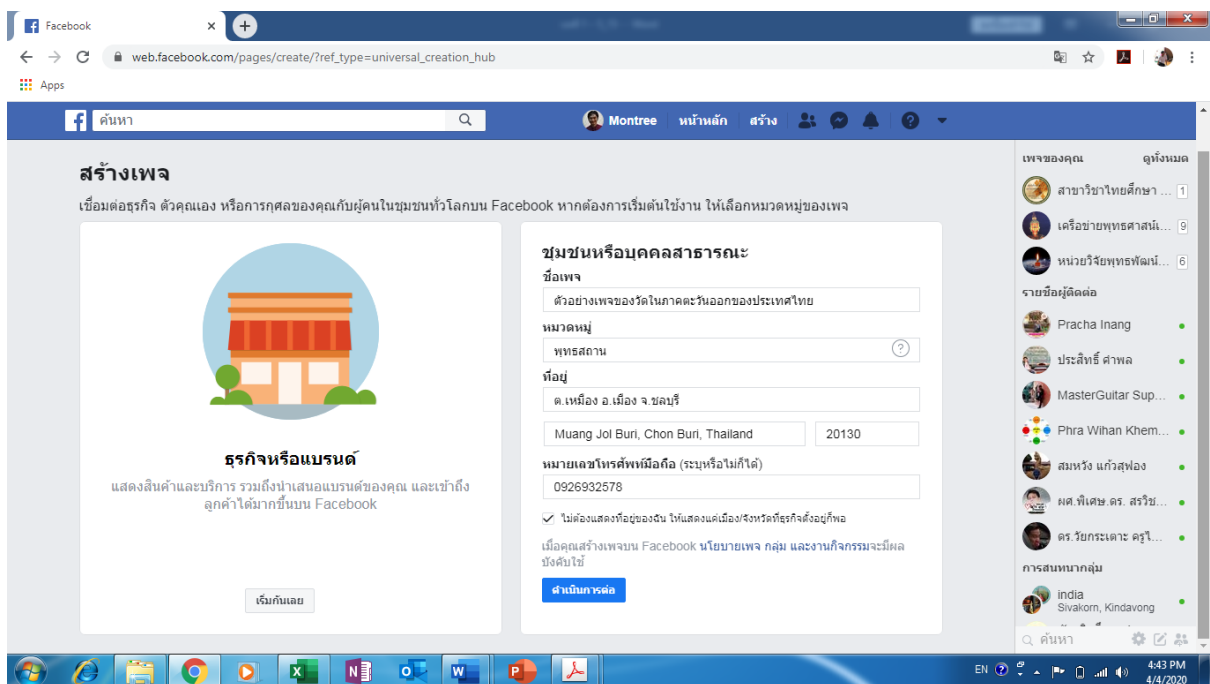 Facebook
web.facebook.com/pages/create/?ref_type=universal_creation_hub
Apps
ค้นหา
Montree หน้าหลัก สร้าง
สร้างเพจ
เชื่อมต่อธุรกิจ ตัวคุณเอง หรือการกุศลของคุณกับผู้คนในชุมชนทั่วโลกบน Facebook หากต้องการเริ่มต้นใช้งาน ให้เลือกหมวดหมู่ของเพจ
ธุรกิจหรือแบรนด์
แสดงสินค้าและบริการ รวมถึงนำเสนอแบรนด์ของคุณ และเข้าถึง
ลูกค้าได้มากขึ้นบน Facebook
เริ่มกันเลย
ชุมชนหรือบุคคลสาธารณะ
ชื่อเพจ
ตัวอย่างเพจของวัดในภาคตะวันออกของประเทศไทย
หมวดหมู่
พุทธสถาน
ที่อยู่
ต.เหมือง อ.เมือง จ.ชลบุรี
Muang Jol Buri, Chon Buri, Thailand 20130
หมายเลขโทรศัพท์มือถือ (ระบุหรือไม่ก็ได้)
0926932578
ไม่ต้องแสดงที่อยู่ของฉัน ให้แสดงแค่เมือง/จังหวัดที่ธุรกิจตั้งอยู่ก็พอ
เมื่อคุณสร้างเพจบน Facebook นโยบายเพจ กลุ่ม และงานกิจกรรมจะมีผล
บังคับใช้
ดำเนินการต่อ
เพจของคุณ ดูทั้งหมด
สาขาวิชาไทยศึกษา ... 1
เครือข่ายพุทธศาสน์เ... 9
หน่วยวิจัยพุทธพัฒน์... 6
รายชื่อผู้ติดต่อ
Pracha Inang
ประสิทธิ์ ศาพล
MasterGuitar Sup...
Phra Wihan Khem...
สมหวัง แก้วสุฟอง
ผศ.พิเศษ.ดร. สรวิช...
ดร.วัยกระเตาะ ครูไ...
การสนทนากลุ่ม
india
Sivakorn, Kindavong
ค้นหา
EN
4:43 PM
4/4/2020